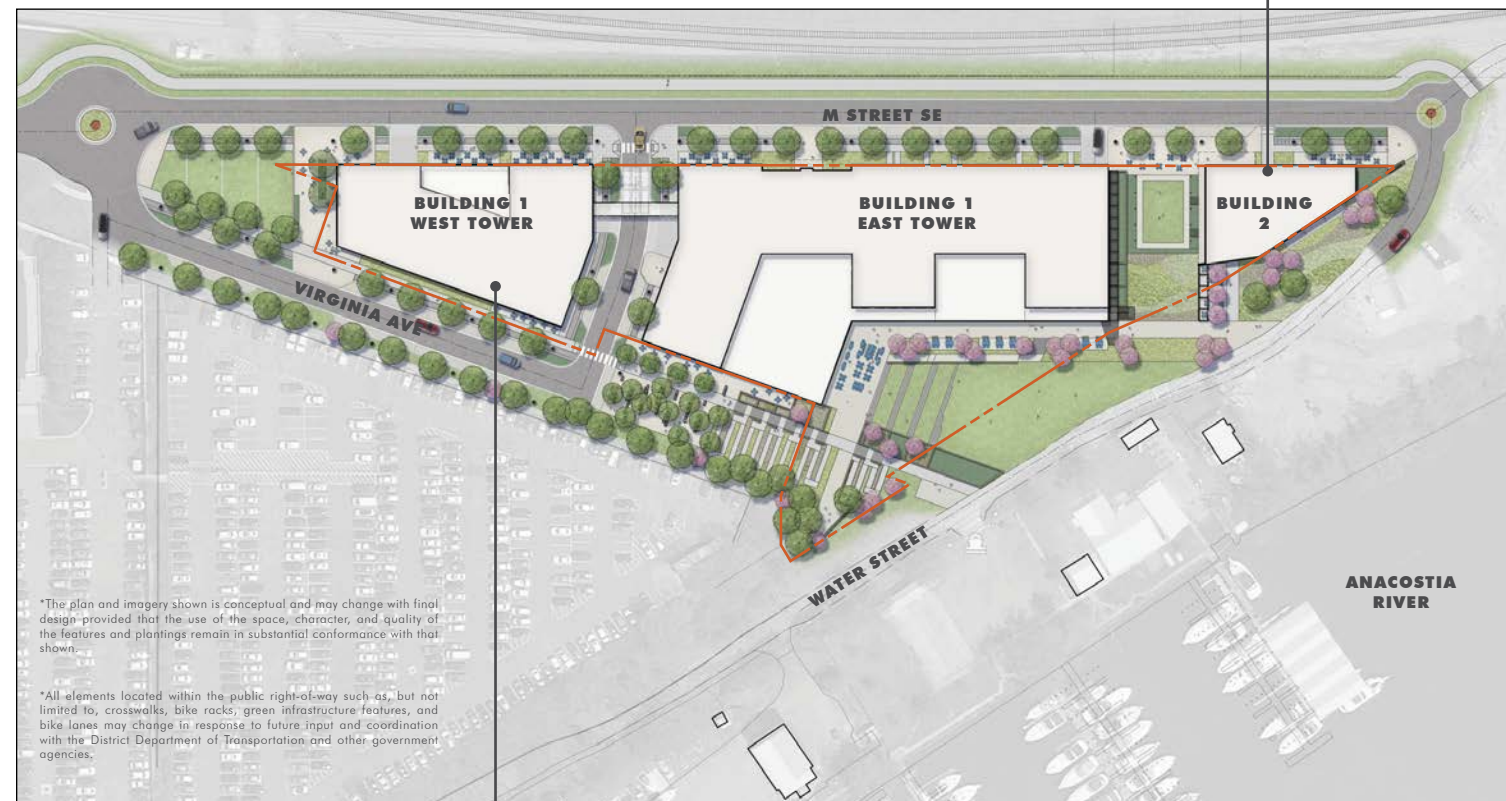 M STREET SE
BUILDING 1
WEST TOWER
BUILDING 1
EAST TOWER
BUILDING
2
VIRGINIA AVE
WATER STREET
ANACOSTIA
RIVER
*The plan and imagery shown is conceptual and may change with final
design provided that the use of the space, character, and quality of
the features and plantings remain in substantial conformance with that
shown.
*All elements located within the public right-of-way such as, but not
limited to, crosswalks, bike racks, green infrastructure features, and
bike lanes may change in response to future input and coordination
with the District Department of Transportation and other government
agencies.